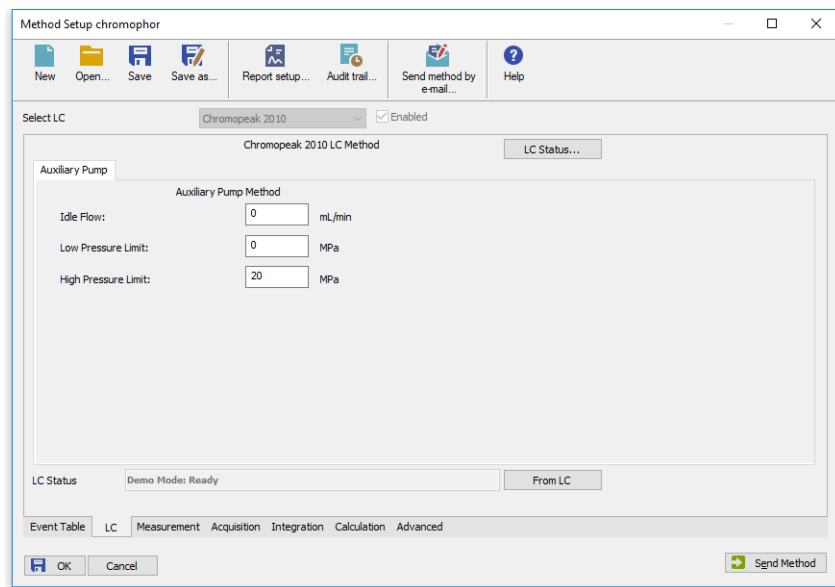 Method Setup chromophor
New Open... Save Save as... Report setup... Audit trail... Send method by e-mail... Help
Select LC Chromopeak 2010 Enabled
Chromopeak 2010 LC Method LC Status...
Auxiliary Pump
Auxiliary Pump Method
Idle Flow: 0 mL/min
Low Pressure Limit: 0 MPa
High Pressure Limit: 20 MPa
LC Status Demo Mode: Ready From LC
Event Table LC Measurement Acquisition Integration Calculation Advanced
OK Cancel Send Method